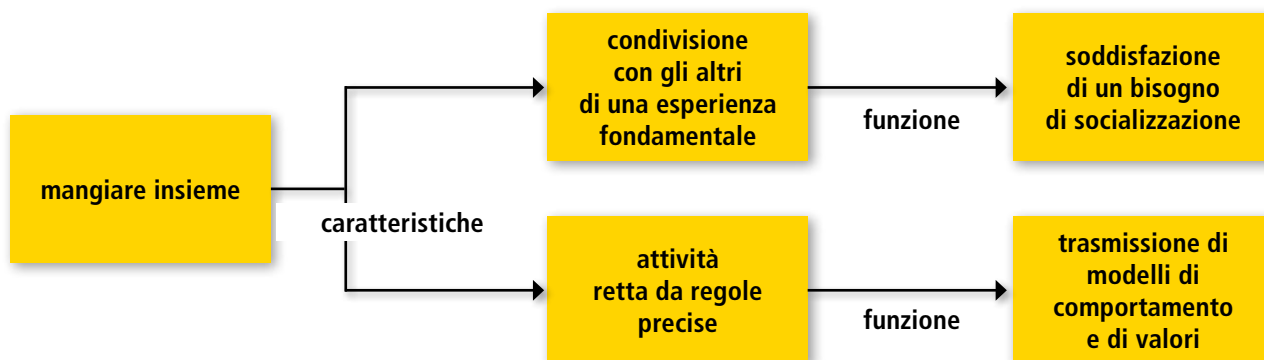 mangiare insieme
caratteristiche
condivisione
con gli altri
di una esperienza
fondamentale
funzione
soddisfazione
di un bisogno
di socializzazione
attività
retta da regole
precise
funzione
trasmissione di
modelli di
comportamento
e di valori